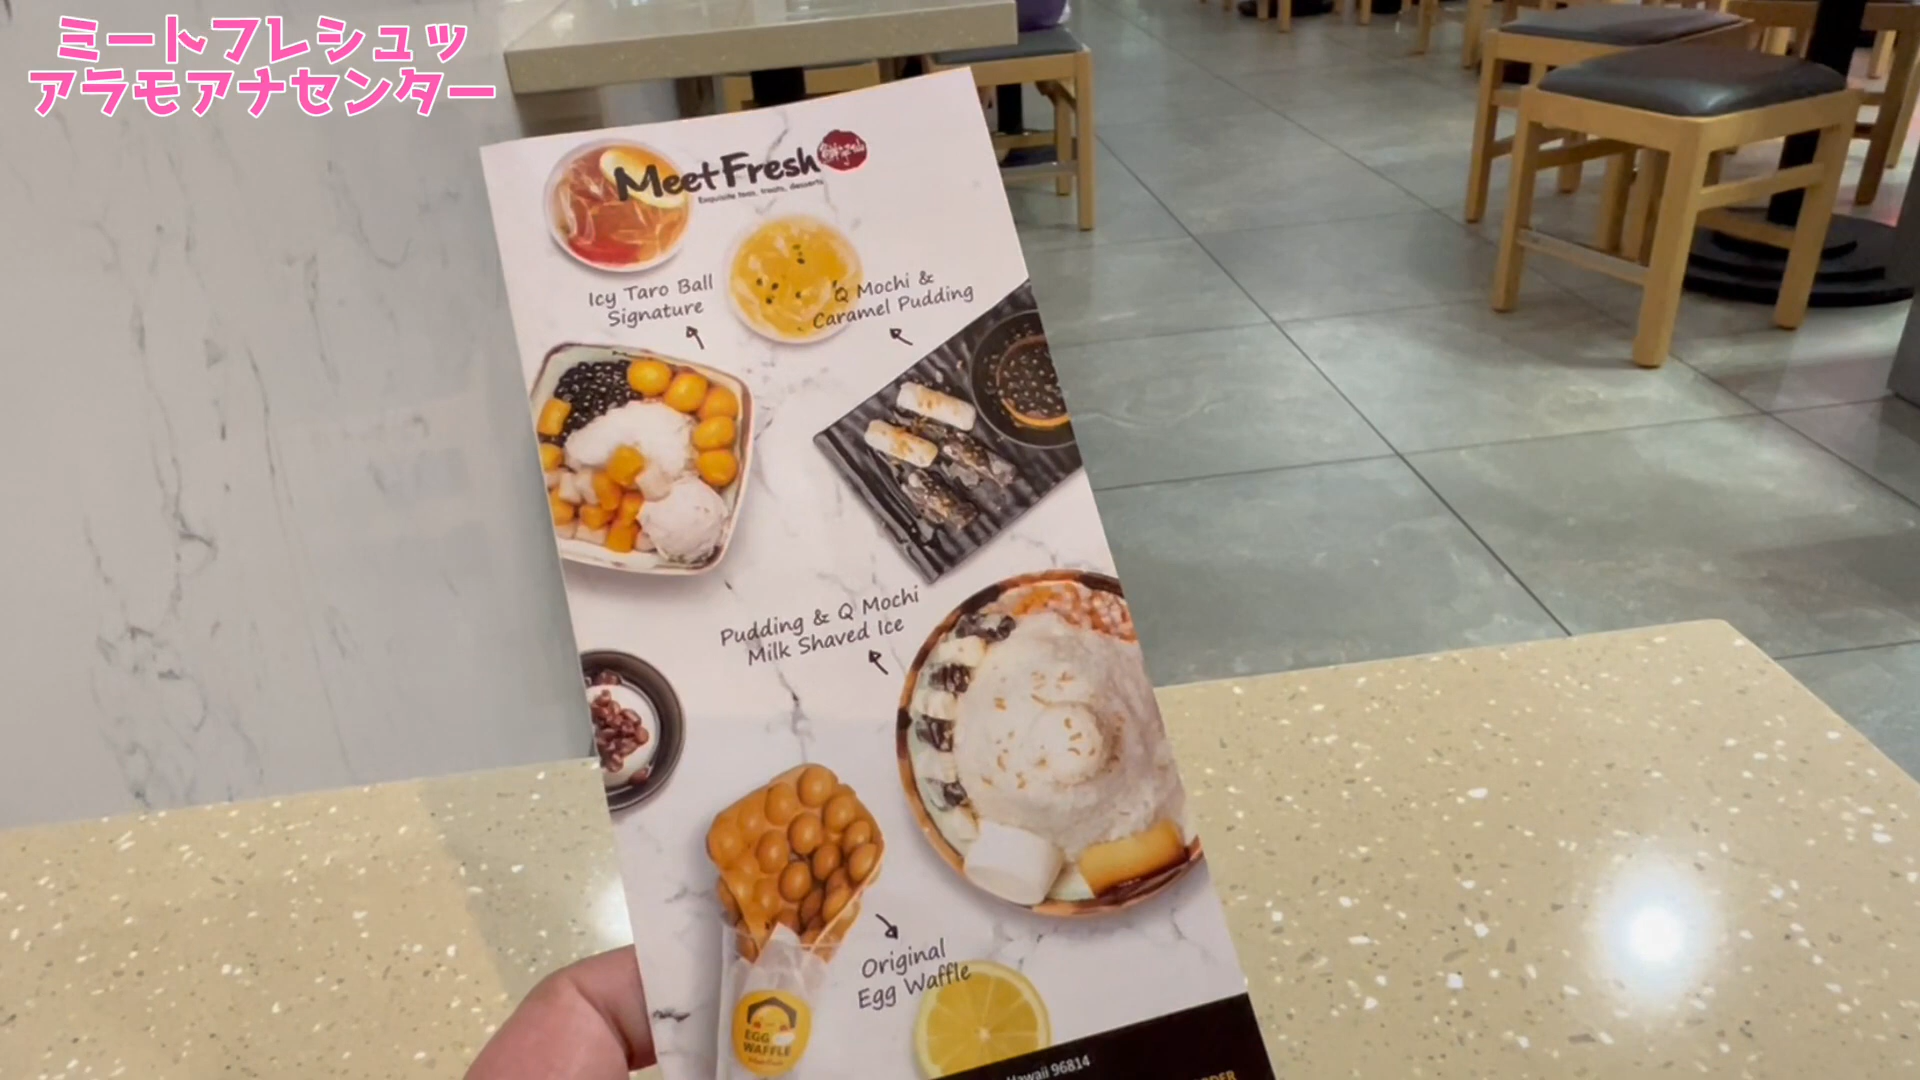 ミートフレシュッ
アラモアナセンター
MeetFresh
Exquisite teas, treats, desserts
Icy Taro Ball
Signature
Q Mochi &
Caramel Pudding
Pudding & Q Mochi
Milk Shaved Ice
Original
Egg Waffle
EGG
WAFFLE
Hawaii 96814